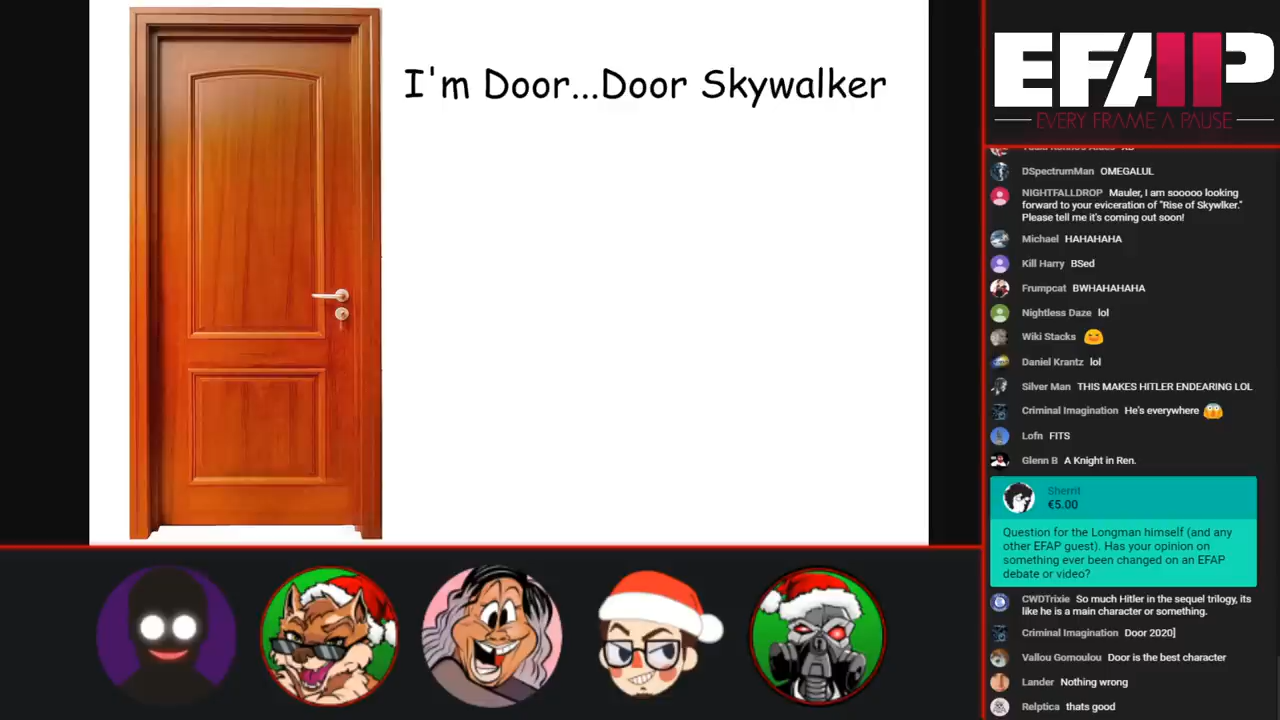 I'm Door...Door Skywalker
EFAP
EVERY FRAME A PAUSE
DSpectrumMan OMEGALUL
NIGHTFALLDROP Mauler, I am sooooo looking
forward to your eviceration of "Rise of Skywlker."
Please tell me it's coming out soon!
Michael HAHAHAHA
Kill Harry BSed
Frumpcat BWHAHAHAHA
Nightless Daze lol
Wiki Stacks
Daniel Krantz lol
Silver Man THIS MAKES HITLER ENDEARING LOL
Criminal Imagination He's everywhere
Lofn FITS
Glenn B A Knight in Ren.
Sherrit
€5.00
Question for the Longman himself (and any
other EFAP guest). Has your opinion on
something ever been changed on an EFAP
debate or video?
CWDTrixie So much Hitler in the sequel trilogy, its
like he is a main character or something.
Criminal Imagination Door 2020]
Vallou Gomoulou Door is the best character
Lander Nothing wrong
Relptica thats good